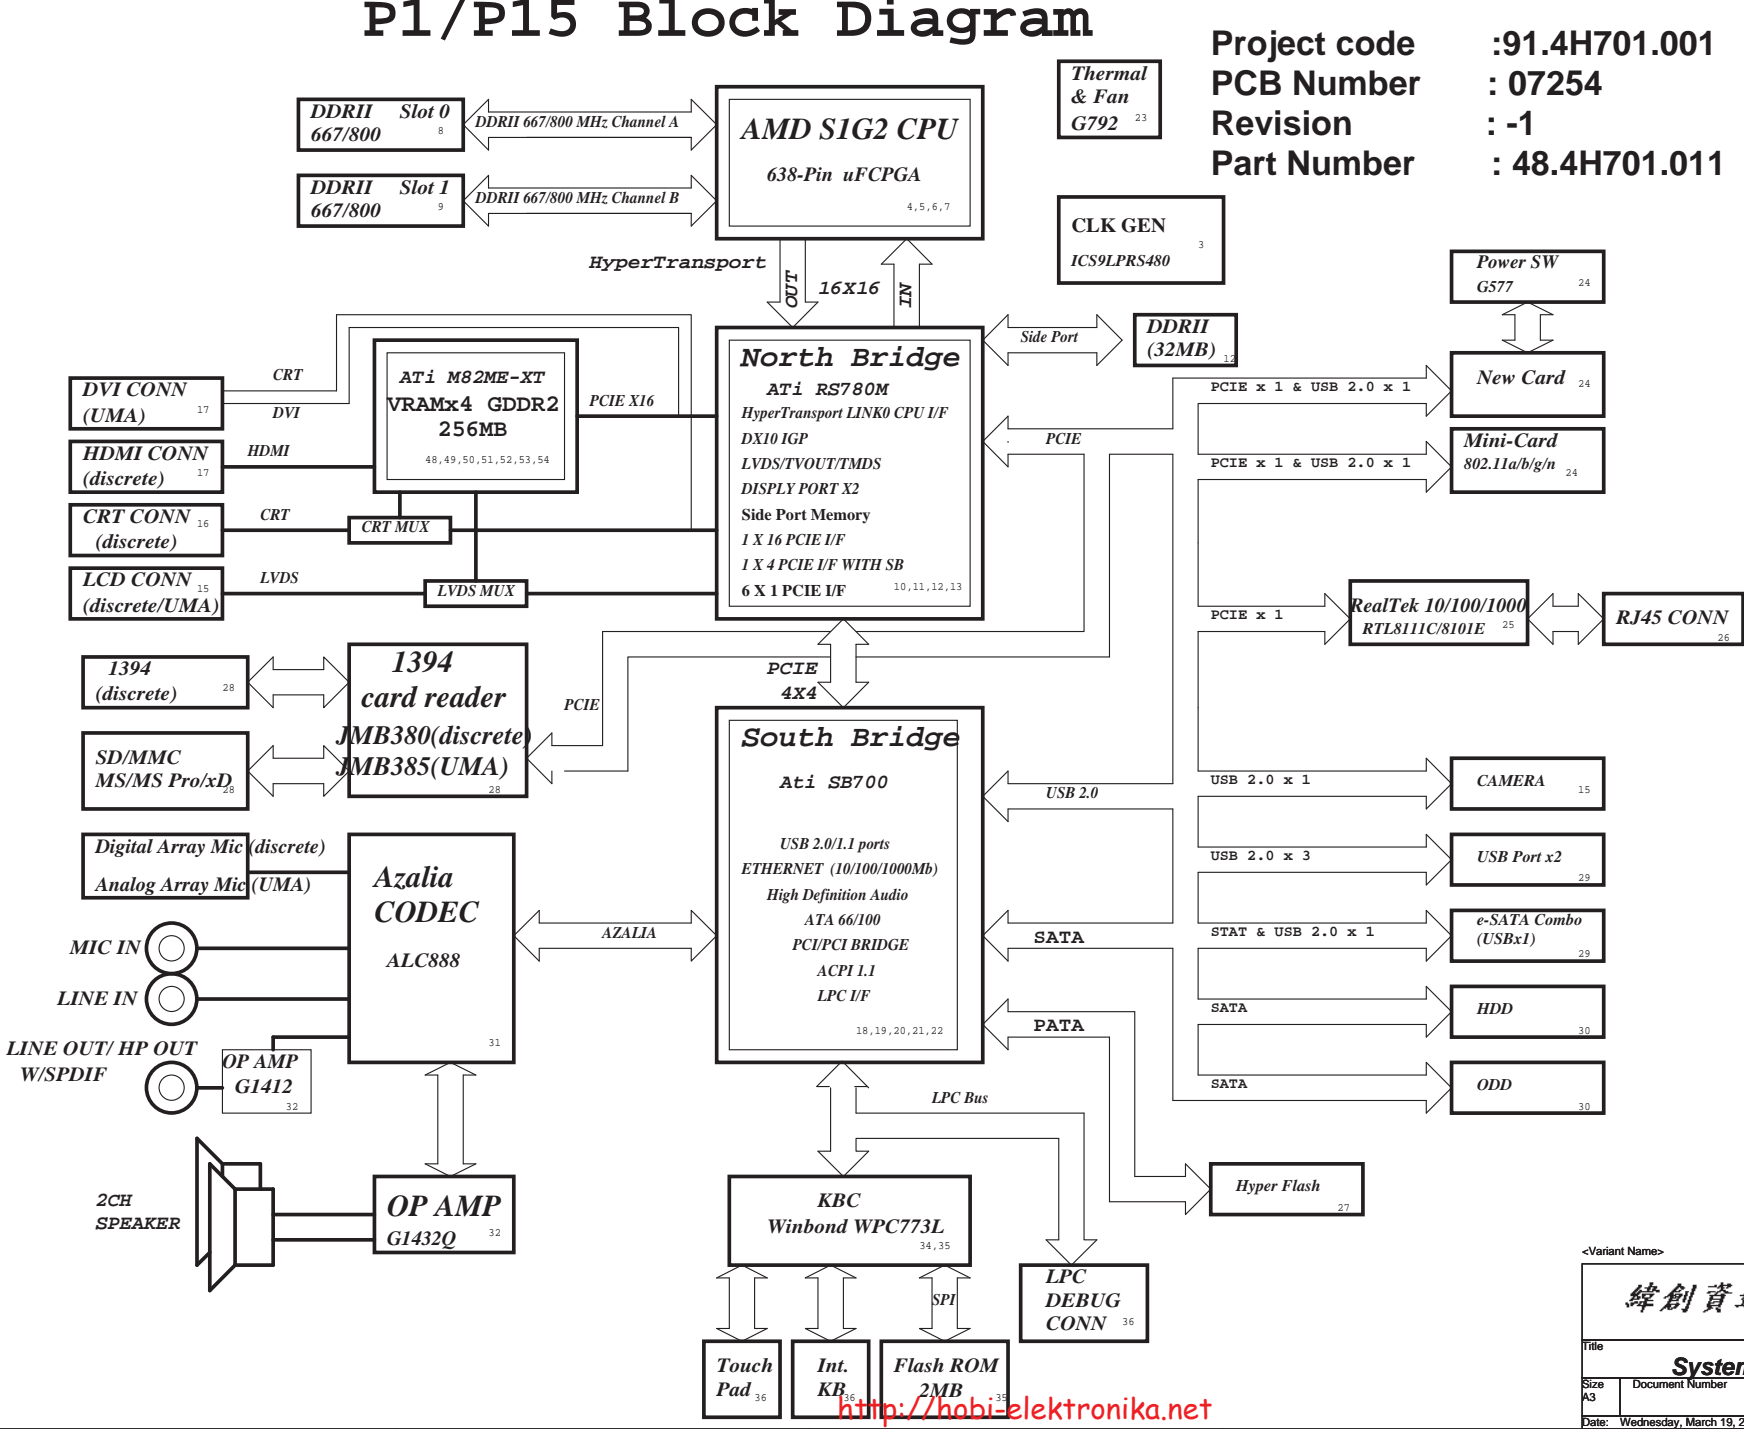 P1/P15 Block Diagram
Project code :91.4H701.001
PCB Number : 07254
Revision : -1
Part Number : 48.4H701.011
Thermal
& Fan
G792 23
DDRII Slot 0
667/800 8
DDRII 667/800 MHz Channel A
DDRII Slot 1
667/800 9
DDRII 667/800 MHz Channel B
AMD S1G2 CPU
638-Pin uFCPGA
4,5,6,7
CLK GEN
3
ICS9LPRS480
HyperTransport
OUT
16X16
IN
Power SW
G577 24
Side Port
DDRII
(32MB) 12
New Card 24
PCIE x 1 & USB 2.0 x 1
Mini-Card
802.11a/b/g/n 24
PCIE x 1 & USB 2.0 x 1
North Bridge
ATi RS780M
HyperTransport LINK0 CPU I/F
DX10 IGP
LVDS/TVOUT/TMDS
DISPLY PORT X2
Side Port Memory
1 X 16 PCIE I/F
1 X 4 PCIE I/F WITH SB
6 X 1 PCIE I/F 10,11,12,13
PCIE
ATi M82ME-XT
VRAMx4 GDDR2
256MB
48,49,50,51,52,53,54
PCIE X16
DVI CONN
(UMA) 17
CRT
DVI
HDMI CONN
(discrete) 17
HDMI
CRT CONN 16
(discrete)
CRT
CRT MUX
LCD CONN 15
(discrete/UMA)
LVDS
LVDS MUX
PCIE x 1
RealTek 10/100/1000
RTL8111C/8101E 25
RJ45 CONN
26
1394
(discrete) 28
1394
card reader
JMB380(discrete)
JMB385(UMA)
28
SD/MMC
MS/MS Pro/xD
28
PCIE
PCIE
4X4
South Bridge
Ati SB700
USB 2.0/1.1 ports
ETHERNET (10/100/1000Mb)
High Definition Audio
ATA 66/100
PCI/PCI BRIDGE
ACPI 1.1
LPC I/F
18,19,20,21,22
USB 2.0
USB 2.0 x 1
CAMERA 15
USB 2.0 x 3
USB Port x2
29
SATA
STAT & USB 2.0 x 1
e-SATA Combo
(USBx1)
29
SATA
HDD
30
SATA
ODD
30
PATA
Hyper Flash
27
Digital Array Mic (discrete)
Analog Array Mic (UMA)
Azalia
CODEC
ALC888
31
AZALIA
MIC IN
LINE IN
LINE OUT/ HP OUT
W/SPDIF
OP AMP
G1412
32
2CH
SPEAKER
OP AMP
G1432Q 32
LPC Bus
KBC
Winbond WPC773L
34,35
SPI
LPC
DEBUG
CONN 36
Touch
Pad 36
Int.
KB 36
Flash ROM
2MB 35
http://hobi-elektronika.net
<Variant Name>
緯創資
Title
System
Size
A3
Document Number
Date: Wednesday, March 19, 2